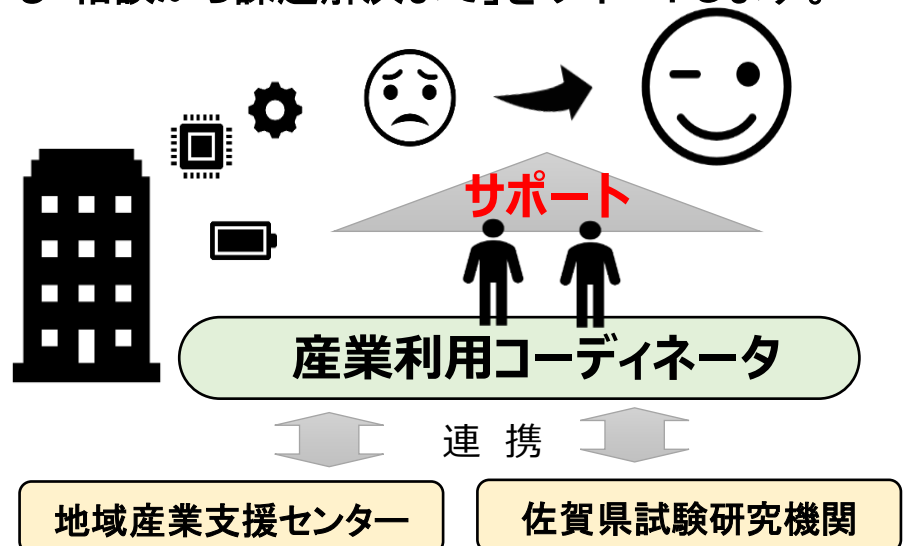 サポート
産業利用コーディネータ
連 携
地域産業支援センター
佐賀県試験研究機関